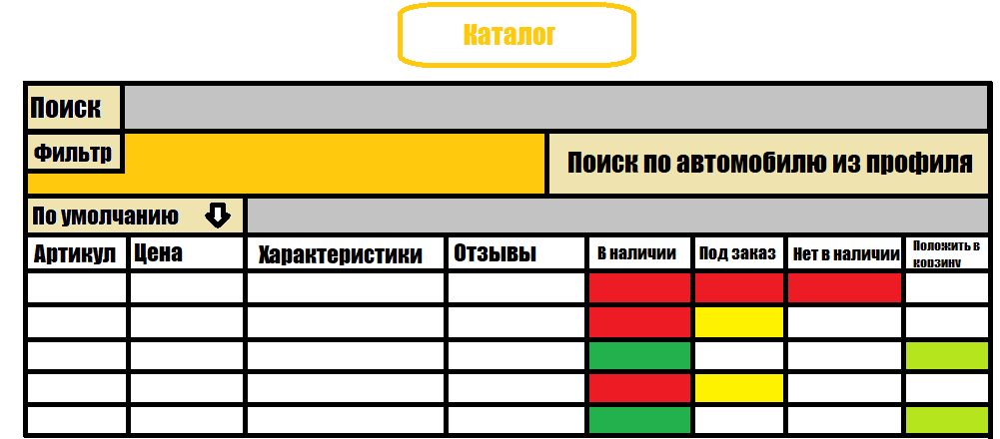 Каталог
Поиск
Фильтр
Поиск по автомобилю из профиля
По умолчанию
Артикул Цена Характеристики Отзывы В наличии Под заказ Нет в наличии Положить в
корзину